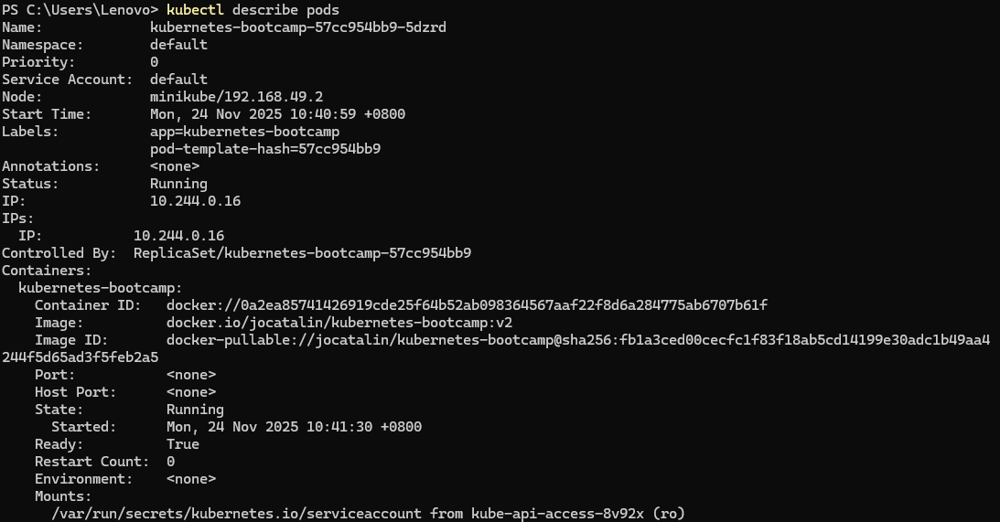 PS C:\Users\Lenovo> kubectl describe pods
Name:             kubernetes-bootcamp-57cc954bb9-5dzrd
Namespace:        default
Priority:         0
Service Account:  default
Node:             minikube/192.168.49.2
Start Time:       Mon, 24 Nov 2025 10:40:59 +0800
Labels:           app=kubernetes-bootcamp
                  pod-template-hash=57cc954bb9
Annotations:      <none>
Status:           Running
IP:               10.244.0.16
IPs:
  IP:           10.244.0.16
Controlled By:  ReplicaSet/kubernetes-bootcamp-57cc954bb9
Containers:
  kubernetes-bootcamp:
    Container ID:   docker://0a2ea85741426919cde25f64b52ab098364567aaf22f8d6a284775ab6707b61f
    Image:          docker.io/jocatalin/kubernetes-bootcamp:v2
    Image ID:       docker-pullable://jocatalin/kubernetes-bootcamp@sha256:fb1a3ced00cecfc1f83f18ab5cd14199e30adc1b49aa4
244f5d65ad3f5feb2a5
    Port:           <none>
    Host Port:      <none>
    State:          Running
      Started:      Mon, 24 Nov 2025 10:41:30 +0800
    Ready:          True
    Restart Count:  0
    Environment:    <none>
    Mounts:
      /var/run/secrets/kubernetes.io/serviceaccount from kube-api-access-8v92x (ro)